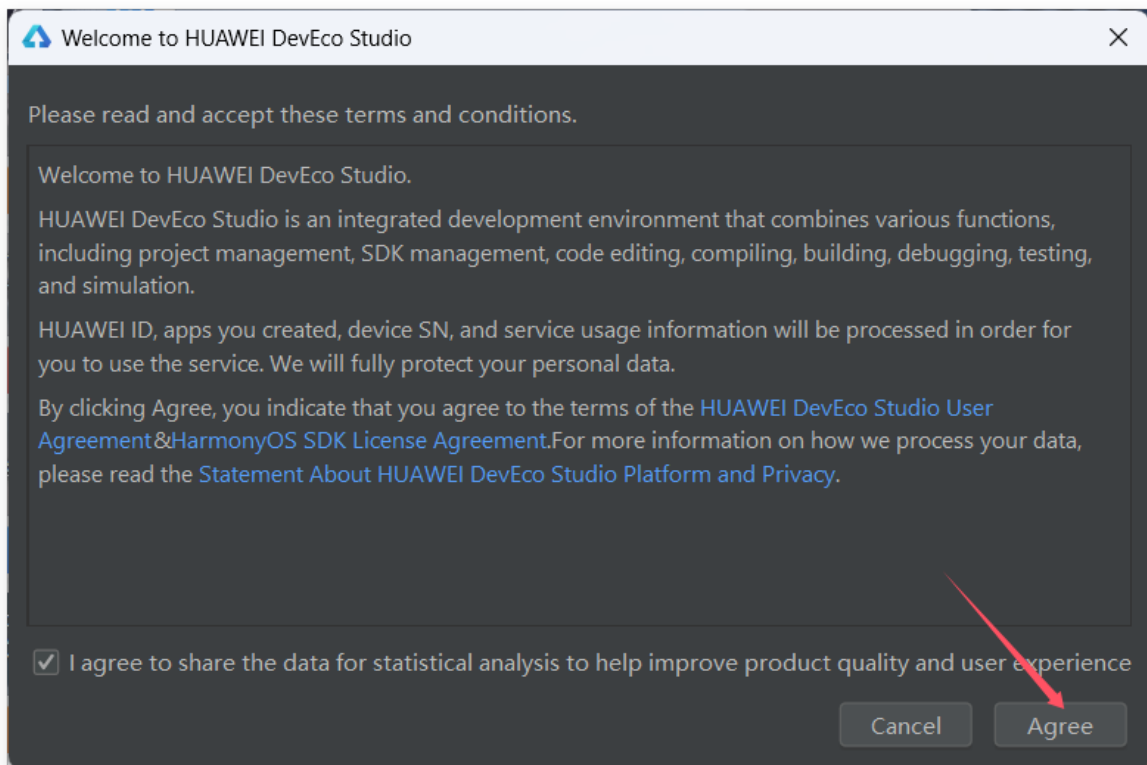 Welcome to HUAWEI DevEco Studio
Please read and accept these terms and conditions.
Welcome to HUAWEI DevEco Studio.
HUAWEI DevEco Studio is an integrated development environment that combines various functions,
including project management, SDK management, code editing, compiling, building, debugging, testing,
and simulation.
HUAWEI ID, apps you created, device SN, and service usage information will be processed in order for
you to use the service. We will fully protect your personal data.
By clicking Agree, you indicate that you agree to the terms of the HUAWEI DevEco Studio User
Agreement&HarmonyOS SDK License Agreement.For more information on how we process your data,
please read the Statement About HUAWEI DevEco Studio Platform and Privacy.
I agree to share the data for statistical analysis to help improve product quality and user experience
Cancel Agree